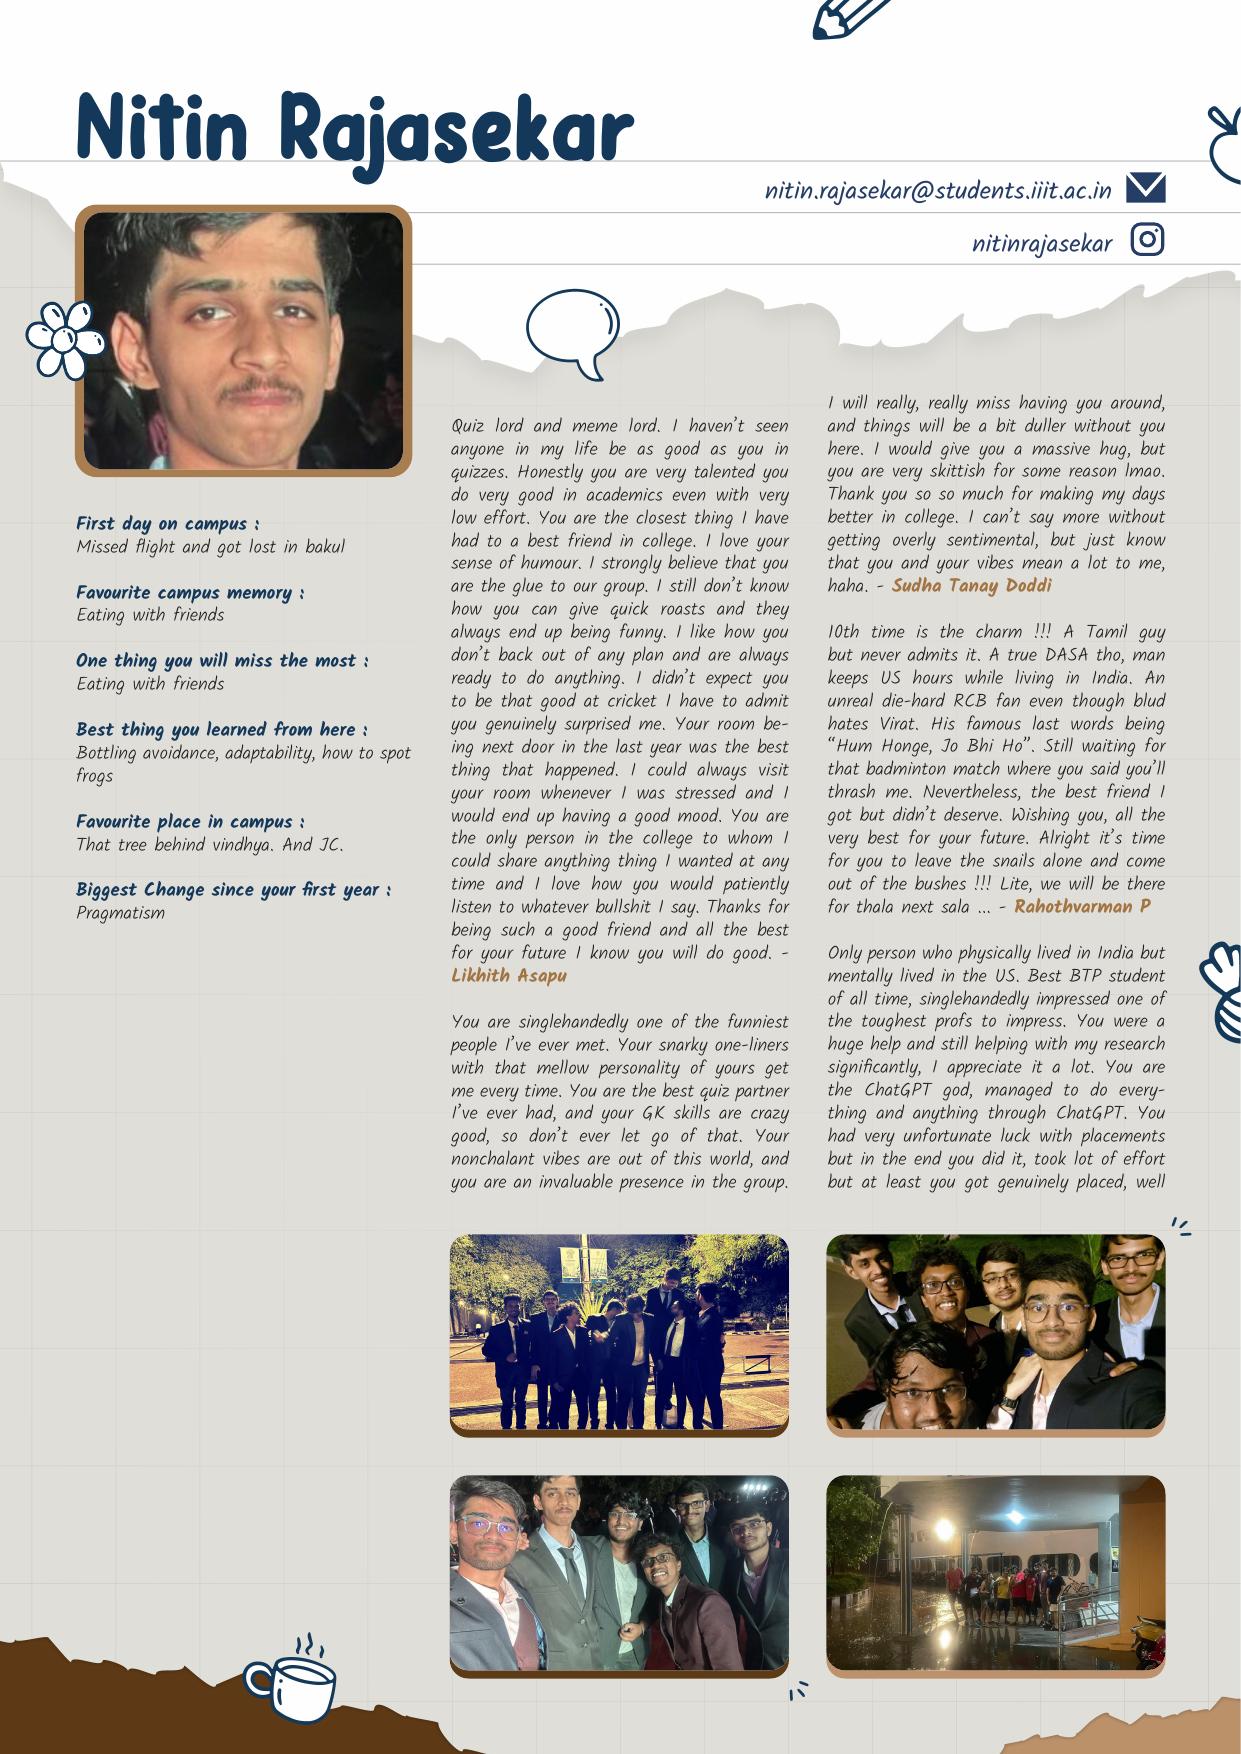 Nitin Rajasekar
nitin.rajasekar@students.iiit.ac.in
nitinrajasekar
First day on campus :
Missed flight and got lost in bakul
Favourite campus memory :
Eating with friends
One thing you will miss the most :
Eating with friends
Best thing you learned from here :
Bottling avoidance, adaptability, how to spot
frogs
Favourite place in campus :
That tree behind vindhya. And JC.
Biggest Change since your first year :
Pragmatism
Quiz lord and meme lord. I haven't seen
anyone in my life be as good as you in
quizzes. Honestly you are very talented you
do very good in academics even with very
low effort. You are the closest thing I have
had to a best friend in college. I love your
sense of humour. I strongly believe that you
are the glue to our group. I still don't know
how you can give quick roasts and they
always end up being funny. I like how you
don't back out of any plan and are always
ready to do anything. I didn't expect you
to be that good at cricket I have to admit
you genuinely surprised me. Your room be-
ing next door in the last year was the best
thing that happened. I could always visit
your room whenever I was stressed and I
would end up having a good mood. You are
the only person in the college to whom I
could share anything thing I wanted at any
time and I love how you would patiently
listen to whatever bullshit I say. Thanks for
being such a good friend and all the best
for your future I know you will do good. -
Likhith Asapu
You are singlehandedly one of the funniest
people I've ever met. Your snarky one-liners
with that mellow personality of yours get
me every time. You are the best quiz partner
I've ever had, and your GK skills are crazy
good, so don't ever let go of that. Your
nonchalant vibes are out of this world, and
you are an invaluable presence in the group.
I will really, really miss having you around,
and things will be a bit duller without you
here. I would give you a massive hug, but
you are very skittish for some reason lmao.
Thank you so so much for making my days
better in college. I can't say more without
getting overly sentimental, but just know
that you and your vibes mean a lot to me,
haha. - Sudha Tanay Doddi
10th time is the charm !!! A Tamil guy
but never admits it. A true DASA tho, man
keeps US hours while living in India. An
unreal die-hard RCB fan even though blud
hates Virat. His famous last words being
“Hum Honge, Jo Bhi Ho”. Still waiting for
that badminton match where you said you'll
thrash me. Nevertheless, the best friend I
got but didn't deserve. Wishing you, all the
very best for your future. Alright it's time
for you to leave the snails alone and come
out of the bushes !!! Lite, we will be there
for thala next sala ... - Rahothvarman P
Only person who physically lived in India but
mentally lived in the US. Best BTP student
of all time, singlehandedly impressed one of
the toughest profs to impress. You were a
huge help and still helping with my research
significantly, I appreciate it a lot. You are
the ChatGPT god, managed to do every-
thing and anything through ChatGPT. You
had very unfortunate luck with placements
but in the end you did it, took lot of effort
but at least you got genuinely placed, well